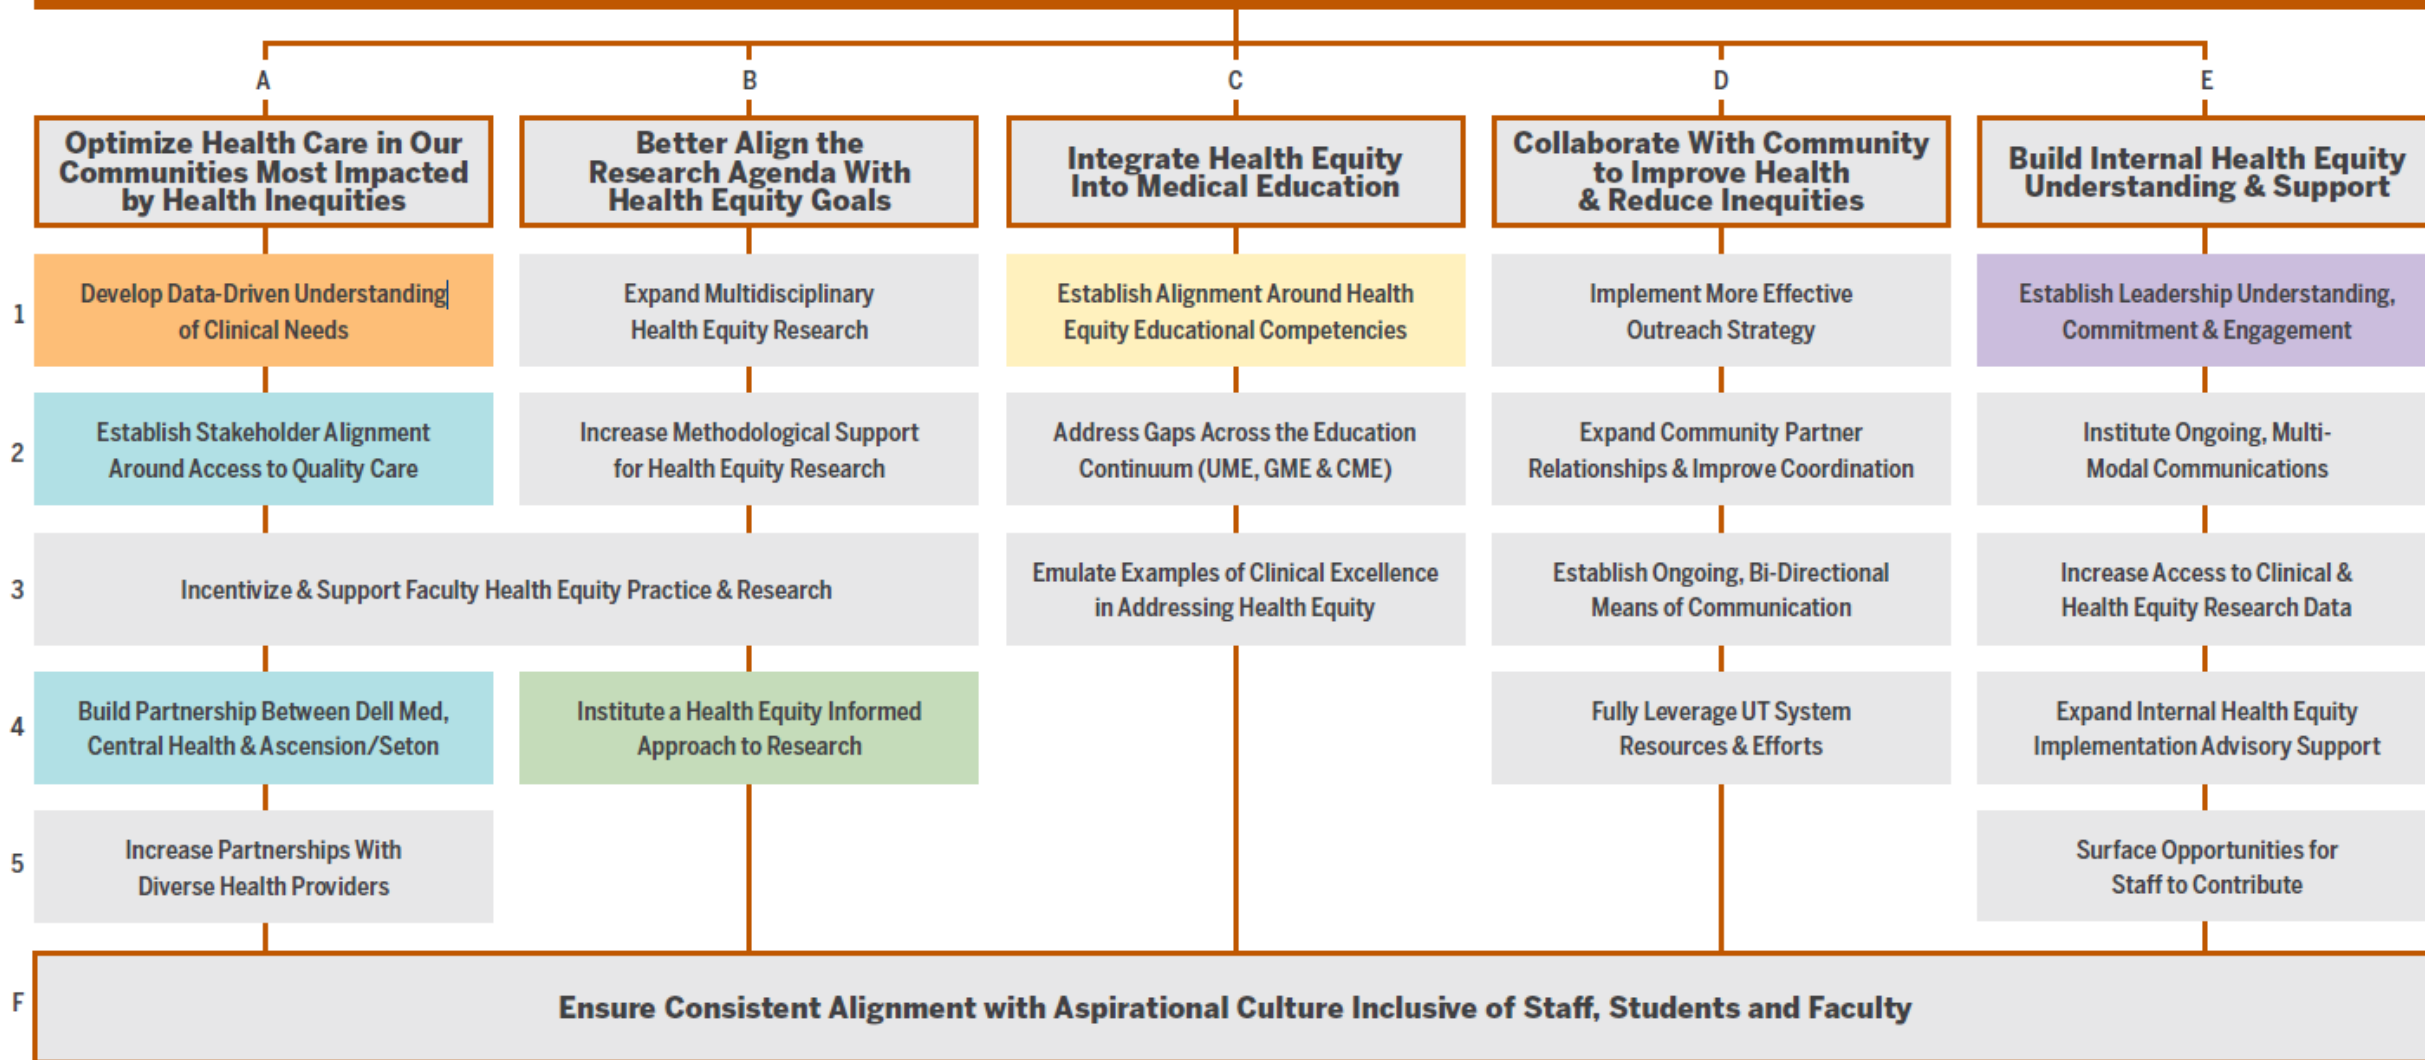 A
B
C
D
E
Optimize Health Care in Our
Communities Most Impacted
by Health Inequities
Better Align the
Research Agenda With
Health Equity Goals
Integrate Health Equity
Into Medical Education
Collaborate With Community
to Improve Health
& Reduce Inequities
Build Internal Health Equity
Understanding & Support
1
Develop Data-Driven Understanding
of Clinical Needs
Expand Multidisciplinary
Health Equity Research
Establish Alignment Around Health
Equity Educational Competencies
Implement More Effective
Outreach Strategy
Establish Leadership Understanding,
Commitment & Engagement
2
Establish Stakeholder Alignment
Around Access to Quality Care
Increase Methodological Support
for Health Equity Research
Address Gaps Across the Education
Continuum (UME, GME & CME)
Expand Community Partner
Relationships & Improve Coordination
Institute Ongoing, Multi-
Modal Communications
3
Incentivize & Support Faculty Health Equity Practice & Research
Emulate Examples of Clinical Excellence
in Addressing Health Equity
Establish Ongoing, Bi-Directional
Means of Communication
Increase Access to Clinical &
Health Equity Research Data
4
Build Partnership Between Dell Med,
Central Health & Ascension/Seton
Institute a Health Equity Informed
Approach to Research
Fully Leverage UT System
Resources & Efforts
Expand Internal Health Equity
Implementation Advisory Support
5
Increase Partnerships With
Diverse Health Providers
Surface Opportunities for
Staff to Contribute
F
Ensure Consistent Alignment with Aspirational Culture Inclusive of Staff, Students and Faculty